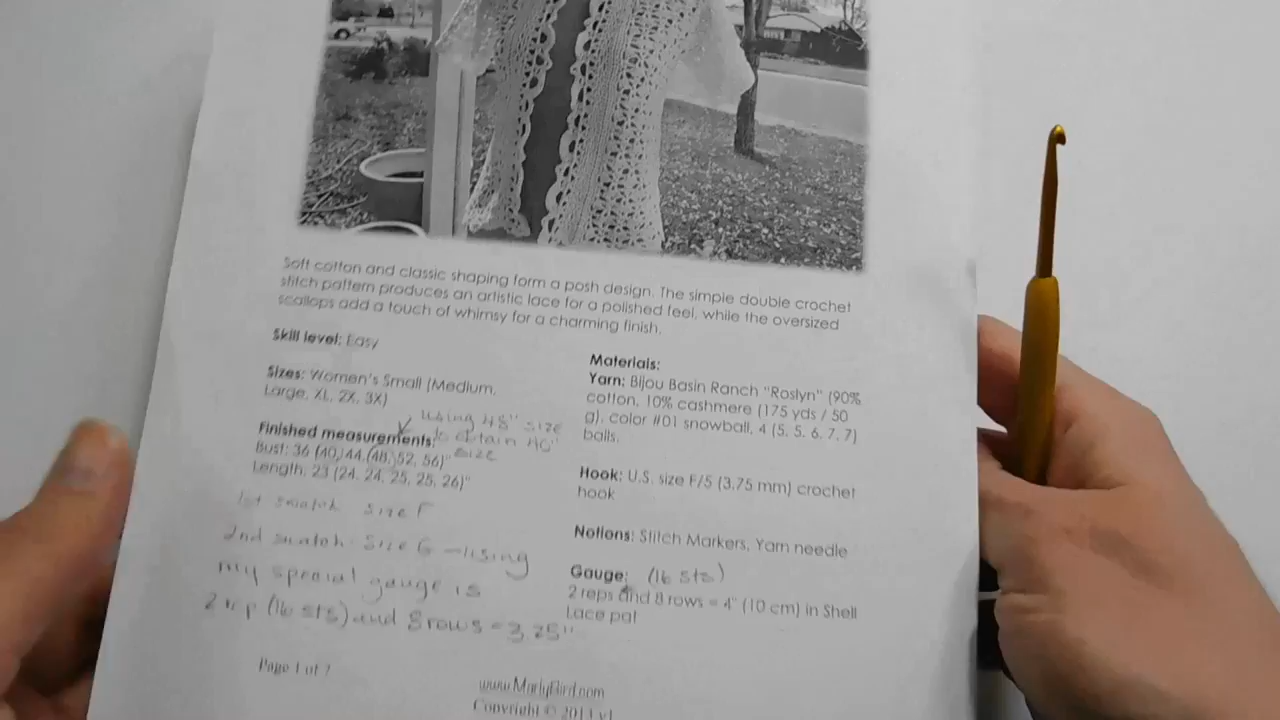 Soft cotton and classic shaping form a posh design. The simple double crochet
stitch pattern produces an artistic lace for a polished feel, while the oversized
scallops add a touch of whimsy for a charming finish.
Skill level: Easy
Sizes: Women's Small (Medium,
Large, XL, 2X, 3X)
using 48" size
to obtain 40"
size
Finished measurements:
Bust: 36 (40, 44, (48, 52, 56)"
Length: 23 (24, 24, 25, 25, 26)"
1st swatch size F
2nd swatch - size G - using
my special gauge is
2 rep (16 sts) and 8 rows = 3.25"
Materials:
Yarn: Bijou Basin Ranch "Roslyn" (90%
cotton, 10% cashmere (175 yds / 50
g), color #01 snowball, 4 (5, 5, 6, 7, 7)
balls.
Hook: U.S. size F/5 (3.75 mm) crochet
hook
Notions: Stitch Markers, Yarn needle
Gauge: (16 sts)
2 reps and 8 rows = 4" (10 cm) in Shell
Lace pat
Page 1 of 7
www.MarlyBird.com
Copyright © 2013